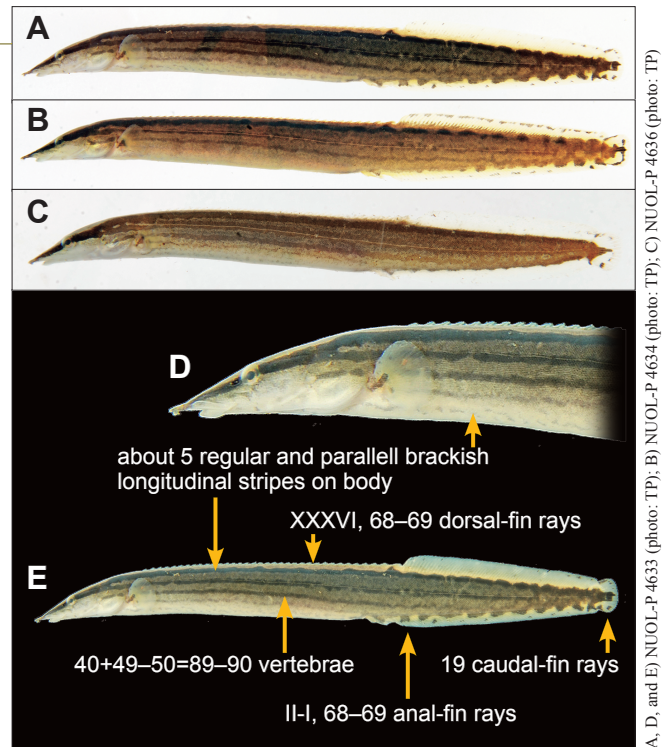 A
B
C
D
about 5 regular and parallell brackish
longitudinal stripes on body
XXXVI, 68–69 dorsal-fin rays
E
40+49–50=89–90 vertebrae
19 caudal-fin rays
II-I, 68–69 anal-fin rays
A, D, and E) NUOL-P 4633 (photo: TP); B) NUOL-P 4634 (photo: TP); C) NUOL-P 4636 (photo: TP)